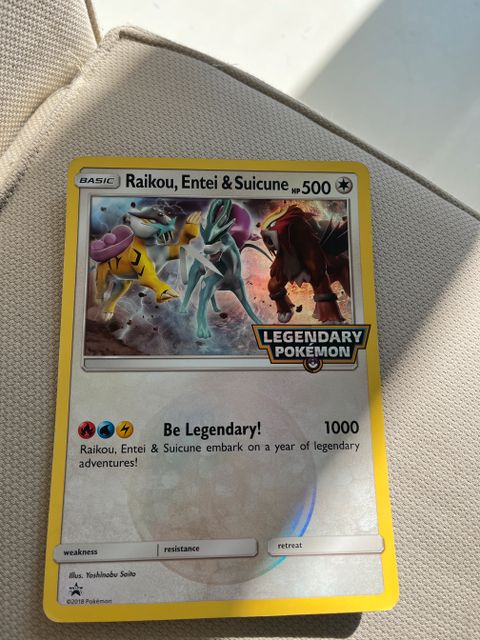 BASIC Raikou, Entei & Suicune HP 500
LEGENDARY
POKÉMON
Be Legendary! 1000
Raikou, Entei & Suicune embark on a year of legendary
adventures!
weakness resistance retreat
Illus. Yoshinobu Saito
©2018 Pokémon